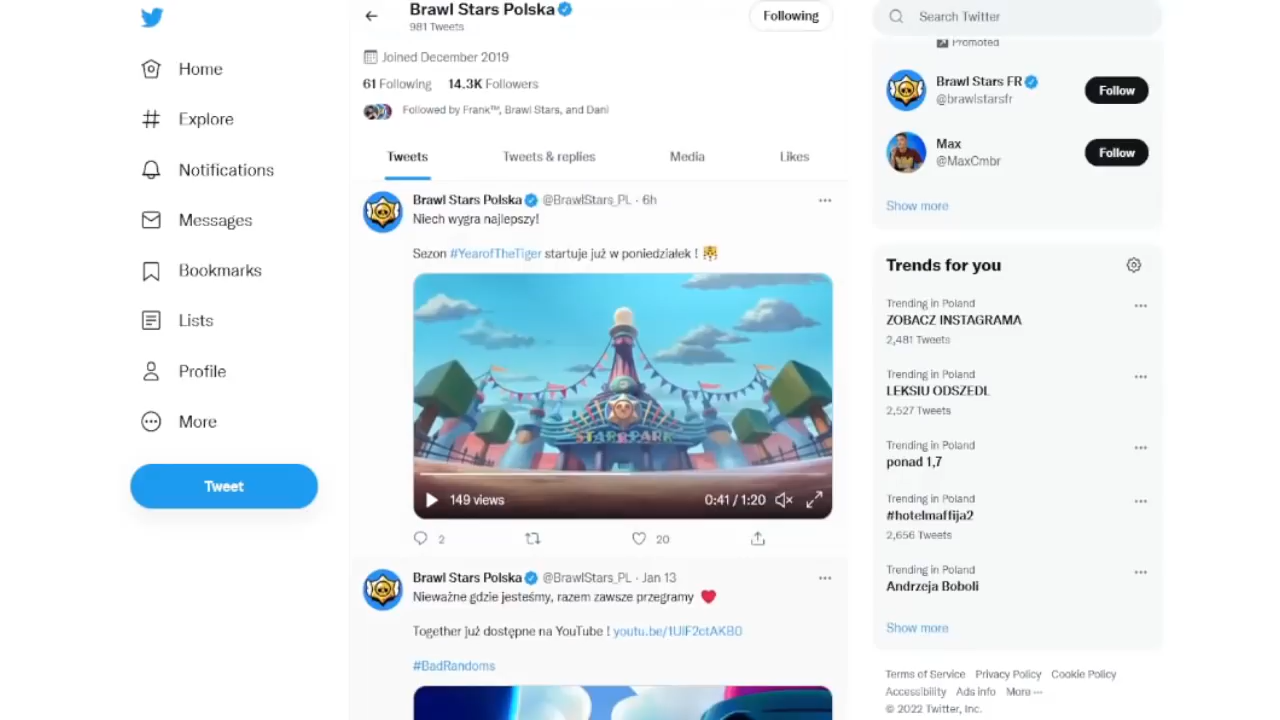 Brawl Stars Polska
981 Tweets
Following
Search Twitter
Home
Explore
Notifications
Messages
Bookmarks
Lists
Profile
More
Tweet
Joined December 2019
61 Following 14.3K Followers
Followed by Frank™, Brawl Stars, and Dani
Tweets Tweets & replies Media Likes
Brawl Stars Polska @BrawlStars_PL · 6h
Niech wygra najlepszy!
Sezon #YearofTheTiger startuje już w poniedziałek ! 🐯
STARR PARK
149 views 0:41 / 1:20
2 20
Brawl Stars Polska @BrawlStars_PL · Jan 13
Nieważne gdzie jesteśmy, razem zawsze przegramy ❤️
Together już dostępne na YouTube ! youtu.be/1UlF2ctAKB0
#BadRandoms
Promoted
Brawl Stars FR
@brawlstarsfr
Follow
Max
@MaxCmbr
Follow
Show more
Trends for you
Trending in Poland
ZOBACZ INSTAGRAMA
2,481 Tweets
Trending in Poland
LEKSIU ODSZEDL
2,527 Tweets
Trending in Poland
ponad 1,7
Trending in Poland
#hotelmaffija2
2,656 Tweets
Trending in Poland
Andrzeja Boboli
Show more
Terms of Service Privacy Policy Cookie Policy
Accessibility Ads info More ···
© 2022 Twitter, Inc.